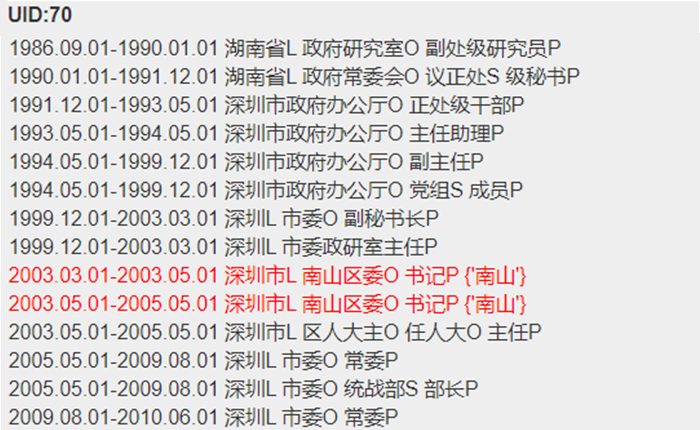 UID:70
1986.09.01-1990.01.01 湖南省L 政府研究室O 副处级研究员P
1990.01.01-1991.12.01 湖南省L 政府常委会O 议正处S 级秘书P
1991.12.01-1993.05.01 深圳市政府办公厅O 正处级干部P
1993.05.01-1994.05.01 深圳市政府办公厅O 主任助理P
1994.05.01-1999.12.01 深圳市政府办公厅O 副主任P
1994.05.01-1999.12.01 深圳市政府办公厅O 党组S 成员P
1999.12.01-2003.03.01 深圳L 市委O 副秘书长P
1999.12.01-2003.03.01 深圳L 市委政研室主任P
2003.03.01-2003.05.01 深圳市L 南山区委O 书记P {'南山'}
2003.05.01-2005.05.01 深圳市L 南山区委O 书记P {'南山'}
2003.05.01-2005.05.01 深圳市L 区人大主O 任人大O 主任P
2005.05.01-2009.08.01 深圳L 市委O 常委P
2005.05.01-2009.08.01 深圳L 市委O 统战部S 部长P
2009.08.01-2010.06.01 深圳L 市委O 常委P